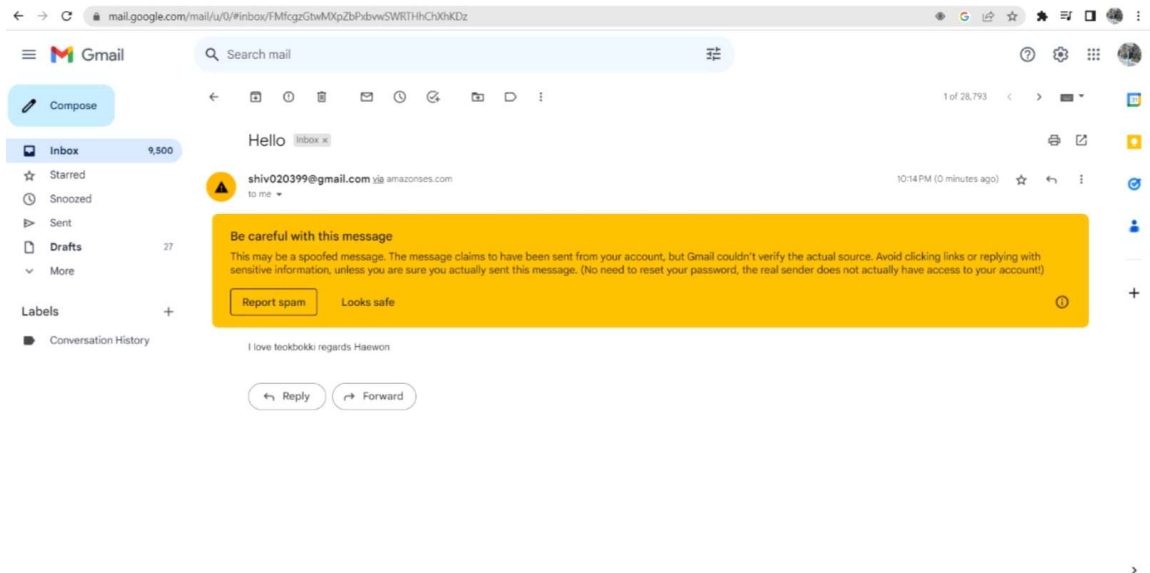 mail.google.com/mail/u/0/#inbox/FMfcgzGtwMXpZbPxbvwSWRTHhChXhKDz
Gmail
Search mail
Compose
1 of 28,793
Hello Inbox x
Inbox 9,500
Starred
Snoozed
Sent
Drafts 27
More
Labels
Conversation History
shiv020399@gmail.com via amazonses.com
10:14 PM (0 minutes ago)
to me
Be careful with this message
This may be a spoofed message. The message claims to have been sent from your account, but Gmail couldn't verify the actual source. Avoid clicking links or replying with
sensitive information, unless you are sure you actually sent this message. (No need to reset your password, the real sender does not actually have access to your account!)
Report spam Looks safe
I love teokbokki regards Haewon
Reply Forward